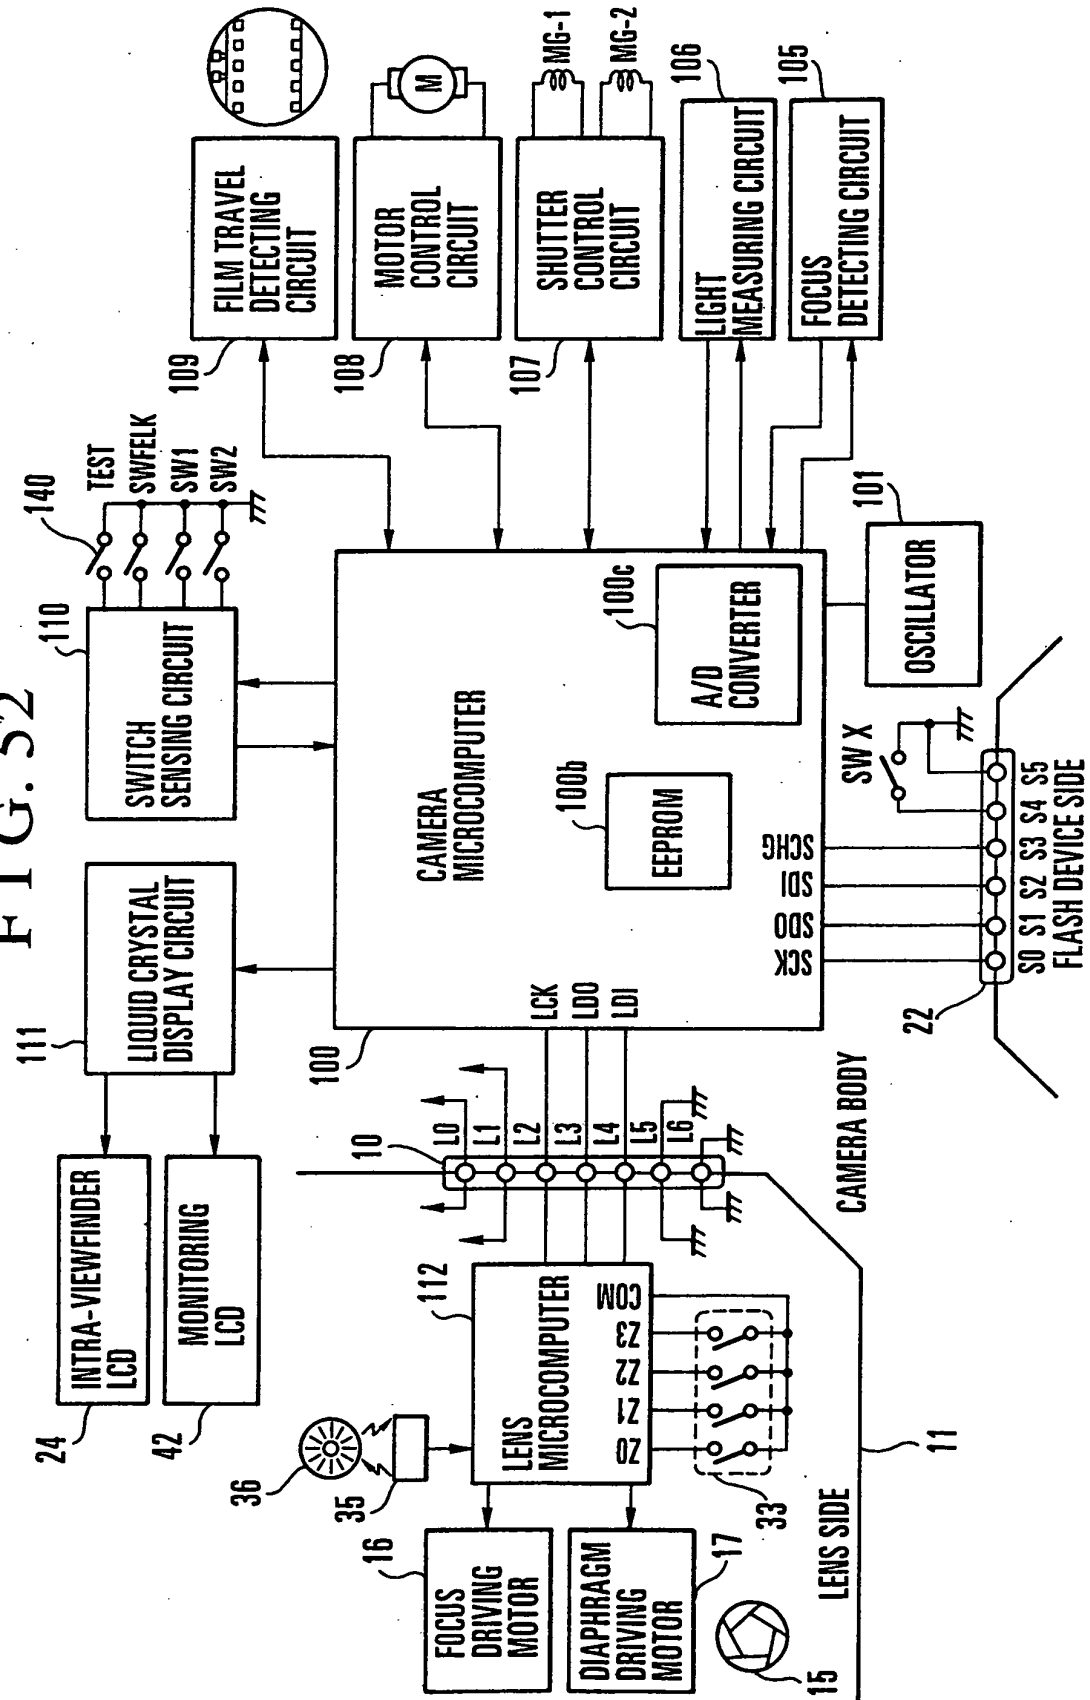 FIG. 52
24
INTRA-VIEWFINDER
LCD
42
MONITORING
LCD
111
LIQUID CRYSTAL
DISPLAY CIRCUIT
110
SWITCH
SENSING CIRCUIT
140
TEST
SWFELK
SW1
SW2
109
FILM TRAVEL
DETECTING
CIRCUIT
108
MOTOR
CONTROL
CIRCUIT
M
107
SHUTTER
CONTROL
CIRCUIT
MG-1
MG-2
106
LIGHT
MEASURING CIRCUIT
105
FOCUS
DETECTING CIRCUIT
100
CAMERA
MICROCOMPUTER
100b
EEPROM
100c
A/D
CONVERTER
LCK
LDO
LDI
SCK
SDO
SDI
SCHG
101
OSCILLATOR
SW X
22
S0 S1 S2 S3 S4 S5
FLASH DEVICE SIDE
10
L0
L1
L2
L3
L4
L5
L6
CAMERA BODY
36
35
112
LENS
MICROCOMPUTER
Z0
Z1
Z2
Z3
COM
33
16
FOCUS
DRIVING
MOTOR
17
DIAPHRAGM
DRIVING
MOTOR
15
LENS SIDE
11